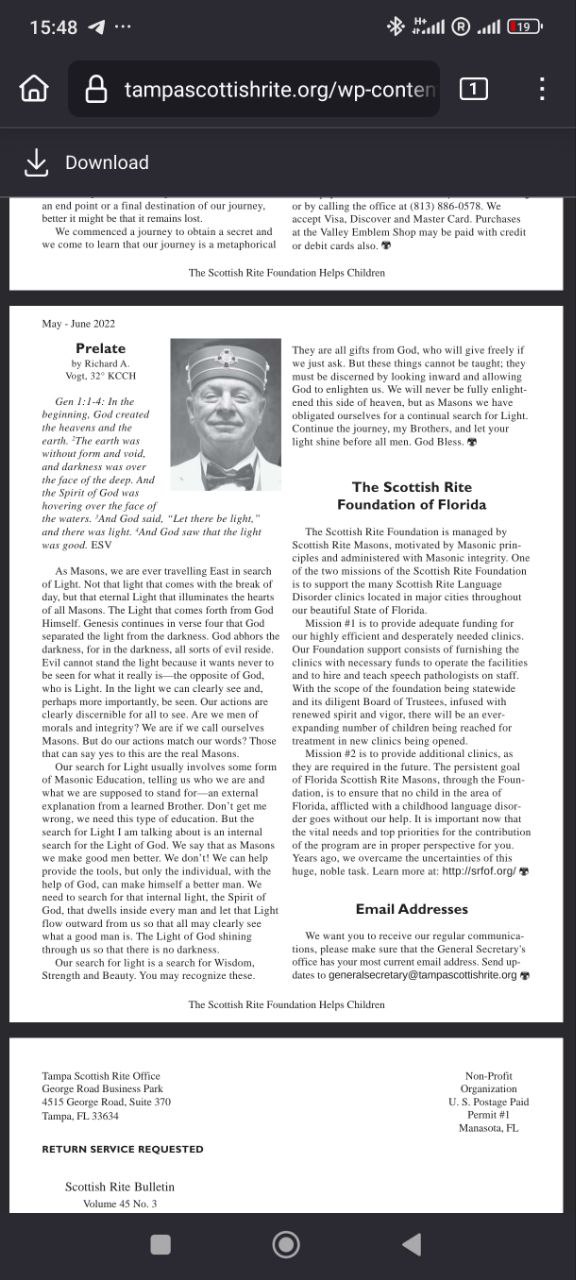 15:48
H+
R
19
tampascottishrite.org/wp-conten
1
Download
an end point or a final destination of our journey,
better it might be that it remains lost.
We commenced a journey to obtain a secret and
we come to learn that our journey is a metaphorical
or by calling the office at (813) 886-0578. We
accept Visa, Discover and Master Card. Purchases
at the Valley Emblem Shop may be paid with credit
or debit cards also.
The Scottish Rite Foundation Helps Children
May - June 2022
Prelate
by Richard A.
Vogt, 32° KCCH
Gen 1:1-4: In the
beginning, God created
the heavens and the
earth. ²The earth was
without form and void,
and darkness was over
the face of the deep. And
the Spirit of God was
hovering over the face of
the waters. ³And God said, “Let there be light,”
and there was light. ⁴And God saw that the light
was good. ESV
As Masons, we are ever travelling East in search
of Light. Not that light that comes with the break of
day, but that eternal Light that illuminates the hearts
of all Masons. The Light that comes forth from God
Himself. Genesis continues in verse four that God
separated the light from the darkness. God abhors the
darkness, for in the darkness, all sorts of evil reside.
Evil cannot stand the light because it wants never to
be seen for what it really is—the opposite of God,
who is Light. In the light we can clearly see and,
perhaps more importantly, be seen. Our actions are
clearly discernible for all to see. Are we men of
morals and integrity? We are if we call ourselves
Masons. But do our actions match our words? Those
that can say yes to this are the real Masons.
Our search for Light usually involves some form
of Masonic Education, telling us who we are and
what we are supposed to stand for—an external
explanation from a learned Brother. Don’t get me
wrong, we need this type of education. But the
search for Light I am talking about is an internal
search for the Light of God. We say that as Masons
we make good men better. We don’t! We can help
provide the tools, but only the individual, with the
help of God, can make himself a better man. We
need to search for that internal light, the Spirit of
God, that dwells inside every man and let that Light
flow outward from us so that all may clearly see
what a good man is. The Light of God shining
through us so that there is no darkness.
Our search for light is a search for Wisdom,
Strength and Beauty. You may recognize these.
They are all gifts from God, who will give freely if
we just ask. But these things cannot be taught; they
must be discerned by looking inward and allowing
God to enlighten us. We will never be fully enlight-
ened this side of heaven, but as Masons we have
obligated ourselves for a continual search for Light.
Continue the journey, my Brothers, and let your
light shine before all men. God Bless.
The Scottish Rite
Foundation of Florida
The Scottish Rite Foundation is managed by
Scottish Rite Masons, motivated by Masonic prin-
ciples and administered with Masonic integrity. One
of the two missions of the Scottish Rite Foundation
is to support the many Scottish Rite Language
Disorder clinics located in major cities throughout
our beautiful State of Florida.
Mission #1 is to provide adequate funding for
our highly efficient and desperately needed clinics.
Our Foundation support consists of furnishing the
clinics with necessary funds to operate the facilities
and to hire and teach speech pathologists on staff.
With the scope of the foundation being statewide
and its diligent Board of Trustees, infused with
renewed spirit and vigor, there will be an ever-
expanding number of children being reached for
treatment in new clinics being opened.
Mission #2 is to provide additional clinics, as
they are required in the future. The persistent goal
of Florida Scottish Rite Masons, through the Foun-
dation, is to ensure that no child in the area of
Florida, afflicted with a childhood language disor-
der goes without our help. It is important now that
the vital needs and top priorities for the contribution
of the program are in proper perspective for you.
Years ago, we overcame the uncertainties of this
huge, noble task. Learn more at: http://srfof.org/
Email Addresses
We want you to receive our regular communica-
tions, please make sure that the General Secretary’s
office has your most current email address. Send up-
dates to generalsecretary@tampascottishrite.org
The Scottish Rite Foundation Helps Children
Tampa Scottish Rite Office
George Road Business Park
4515 George Road, Suite 370
Tampa, FL 33634
Non-Profit
Organization
U. S. Postage Paid
Permit #1
Manasota, FL
RETURN SERVICE REQUESTED
Scottish Rite Bulletin
Volume 45 No. 3